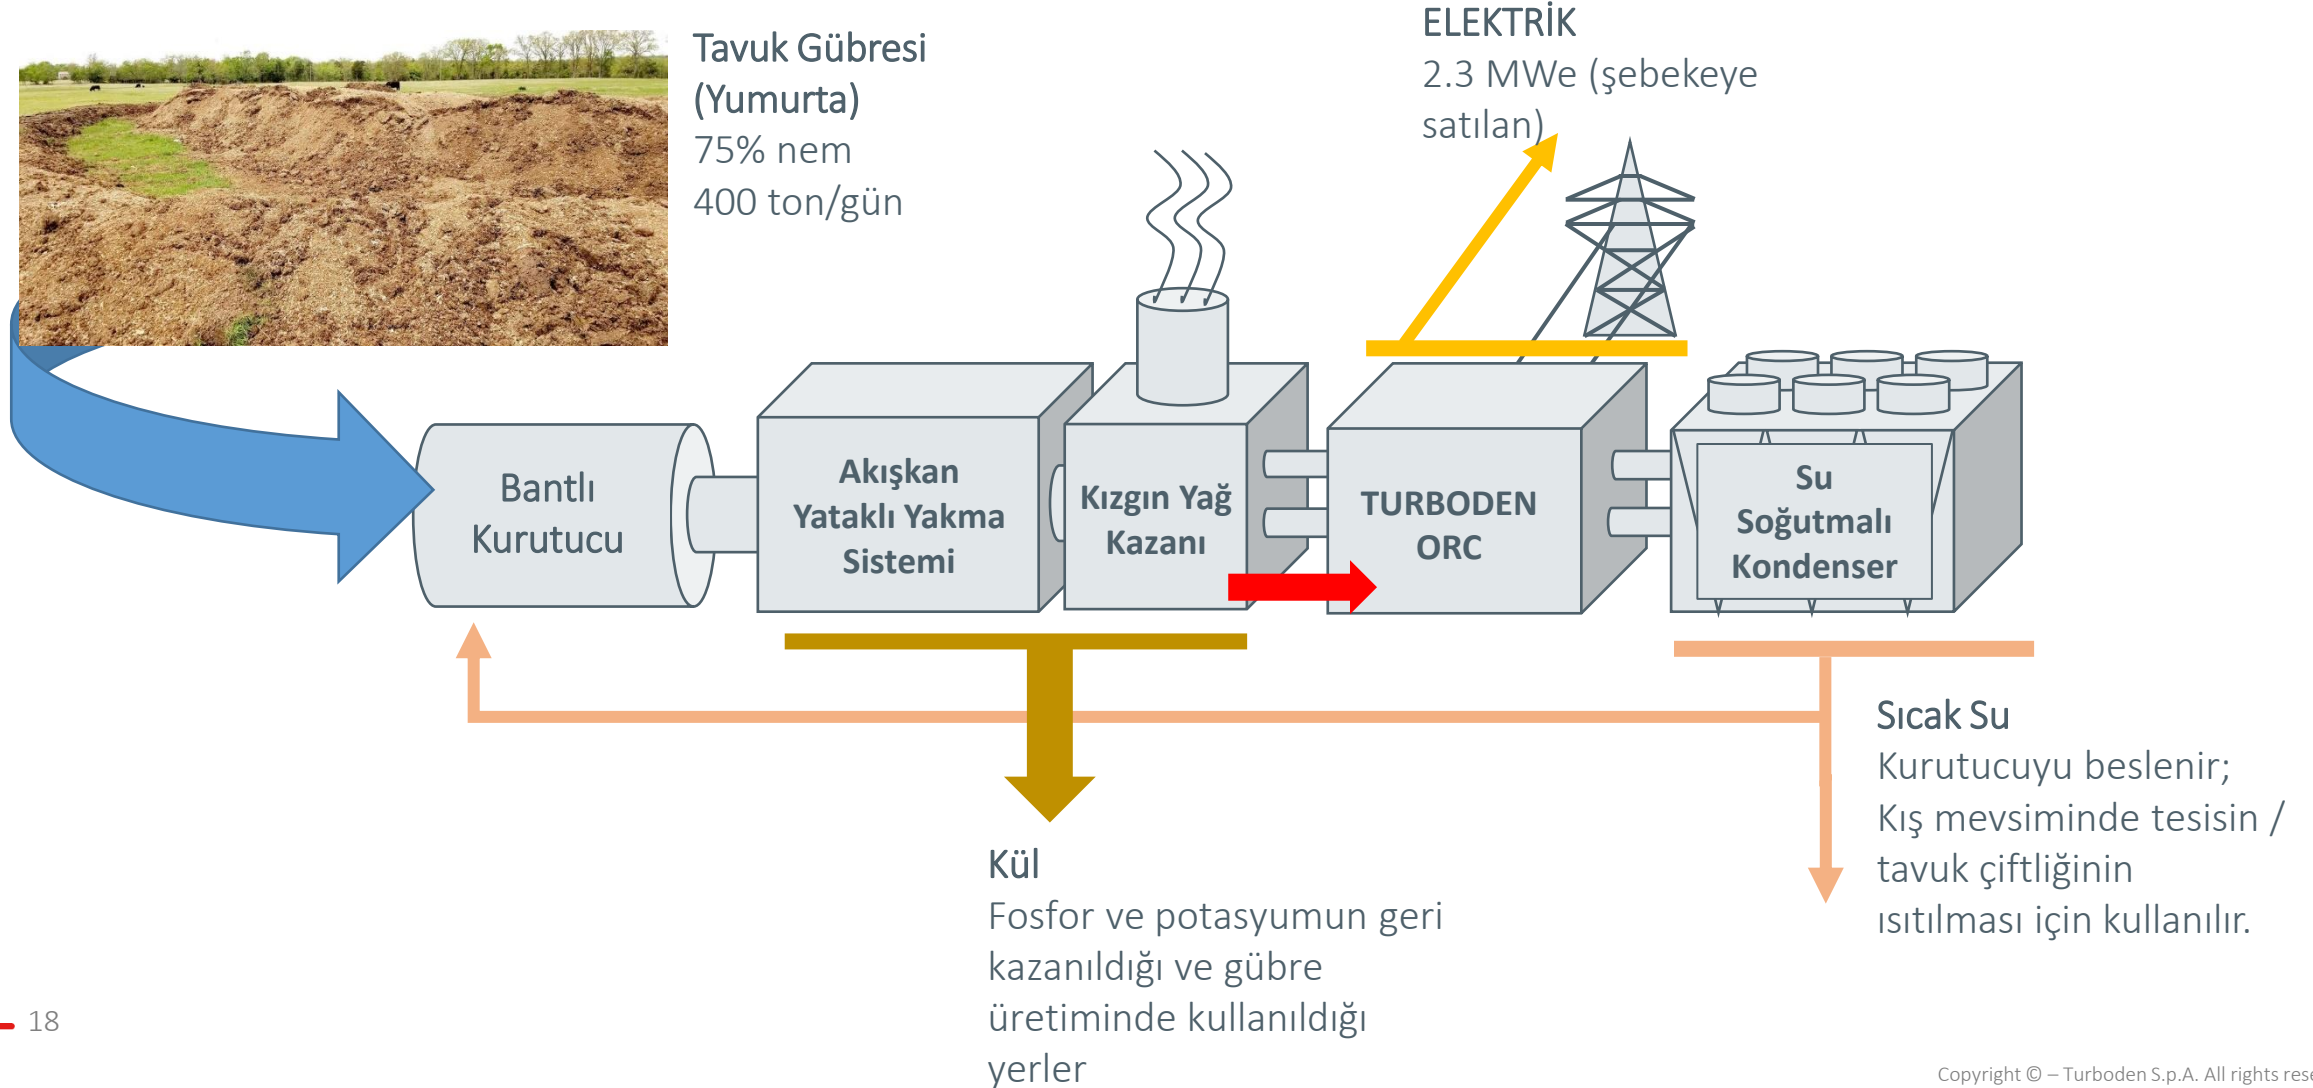 Tavuk Gübresi
(Yumurta)
75% nem
400 ton/gün
ELEKTRİK
2.3 MWe (şebekeye
satılan)
Bantlı
Kurutucu
Akışkan
Yataklı Yakma
Sistemi
Kızgın Yağ
Kazanı
TURBODEN
ORC
Su
Soğutmalı
Kondenser
Sıcak Su
Kurutucuyu beslenir;
Kış mevsiminde tesisin /
tavuk çiftliğinin
ısıtılması için kullanılır.
Kül
Fosfor ve potasyumun geri
kazanıldığı ve gübre
üretiminde kullanıldığı
yerler
18
Copyright © – Turboden S.p.A. All rights